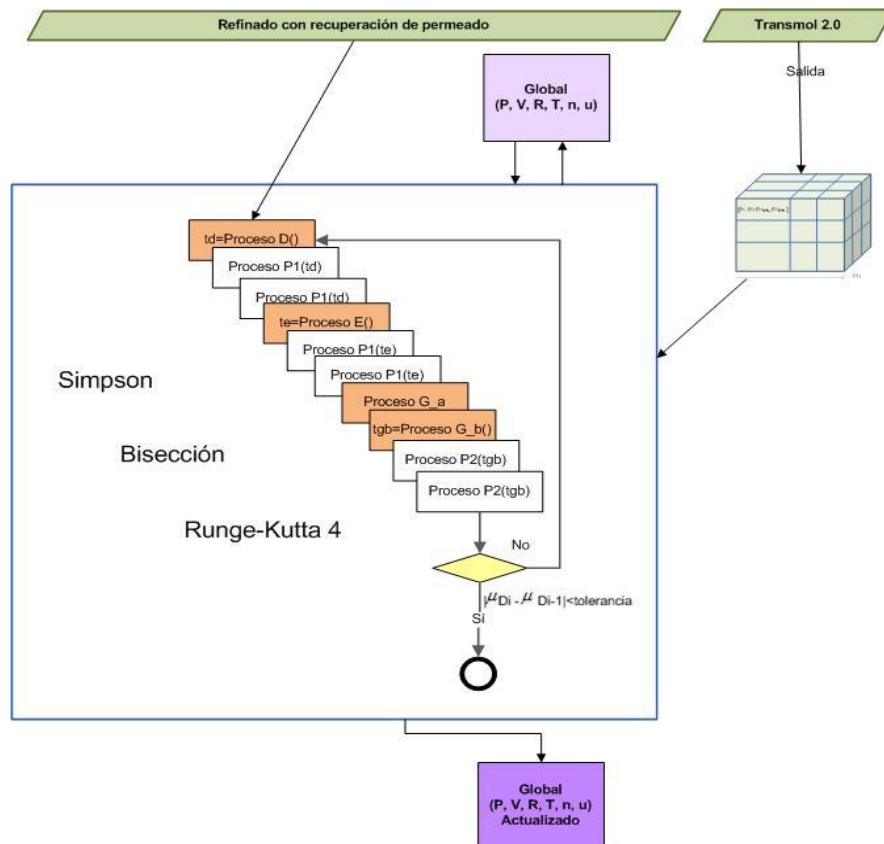 Refinado con recuperación de permeado
Transmol 2.0
Salida
Global
(P, V, R, T, n, u)
td=Proceso D()
Proceso P1(td)
Proceso P1(td)
te=Proceso E()
Proceso P1(te)
Proceso P1(te)
Proceso G_a
tgb=Proceso G_b()
Proceso P2(tgb)
Proceso P2(tgb)
Simpson
Bisección
Runge-Kutta 4
No
|μDi - μ Di-1|<tolerancia
Sí
Global
(P, V, R, T, n, u)
Actualizado